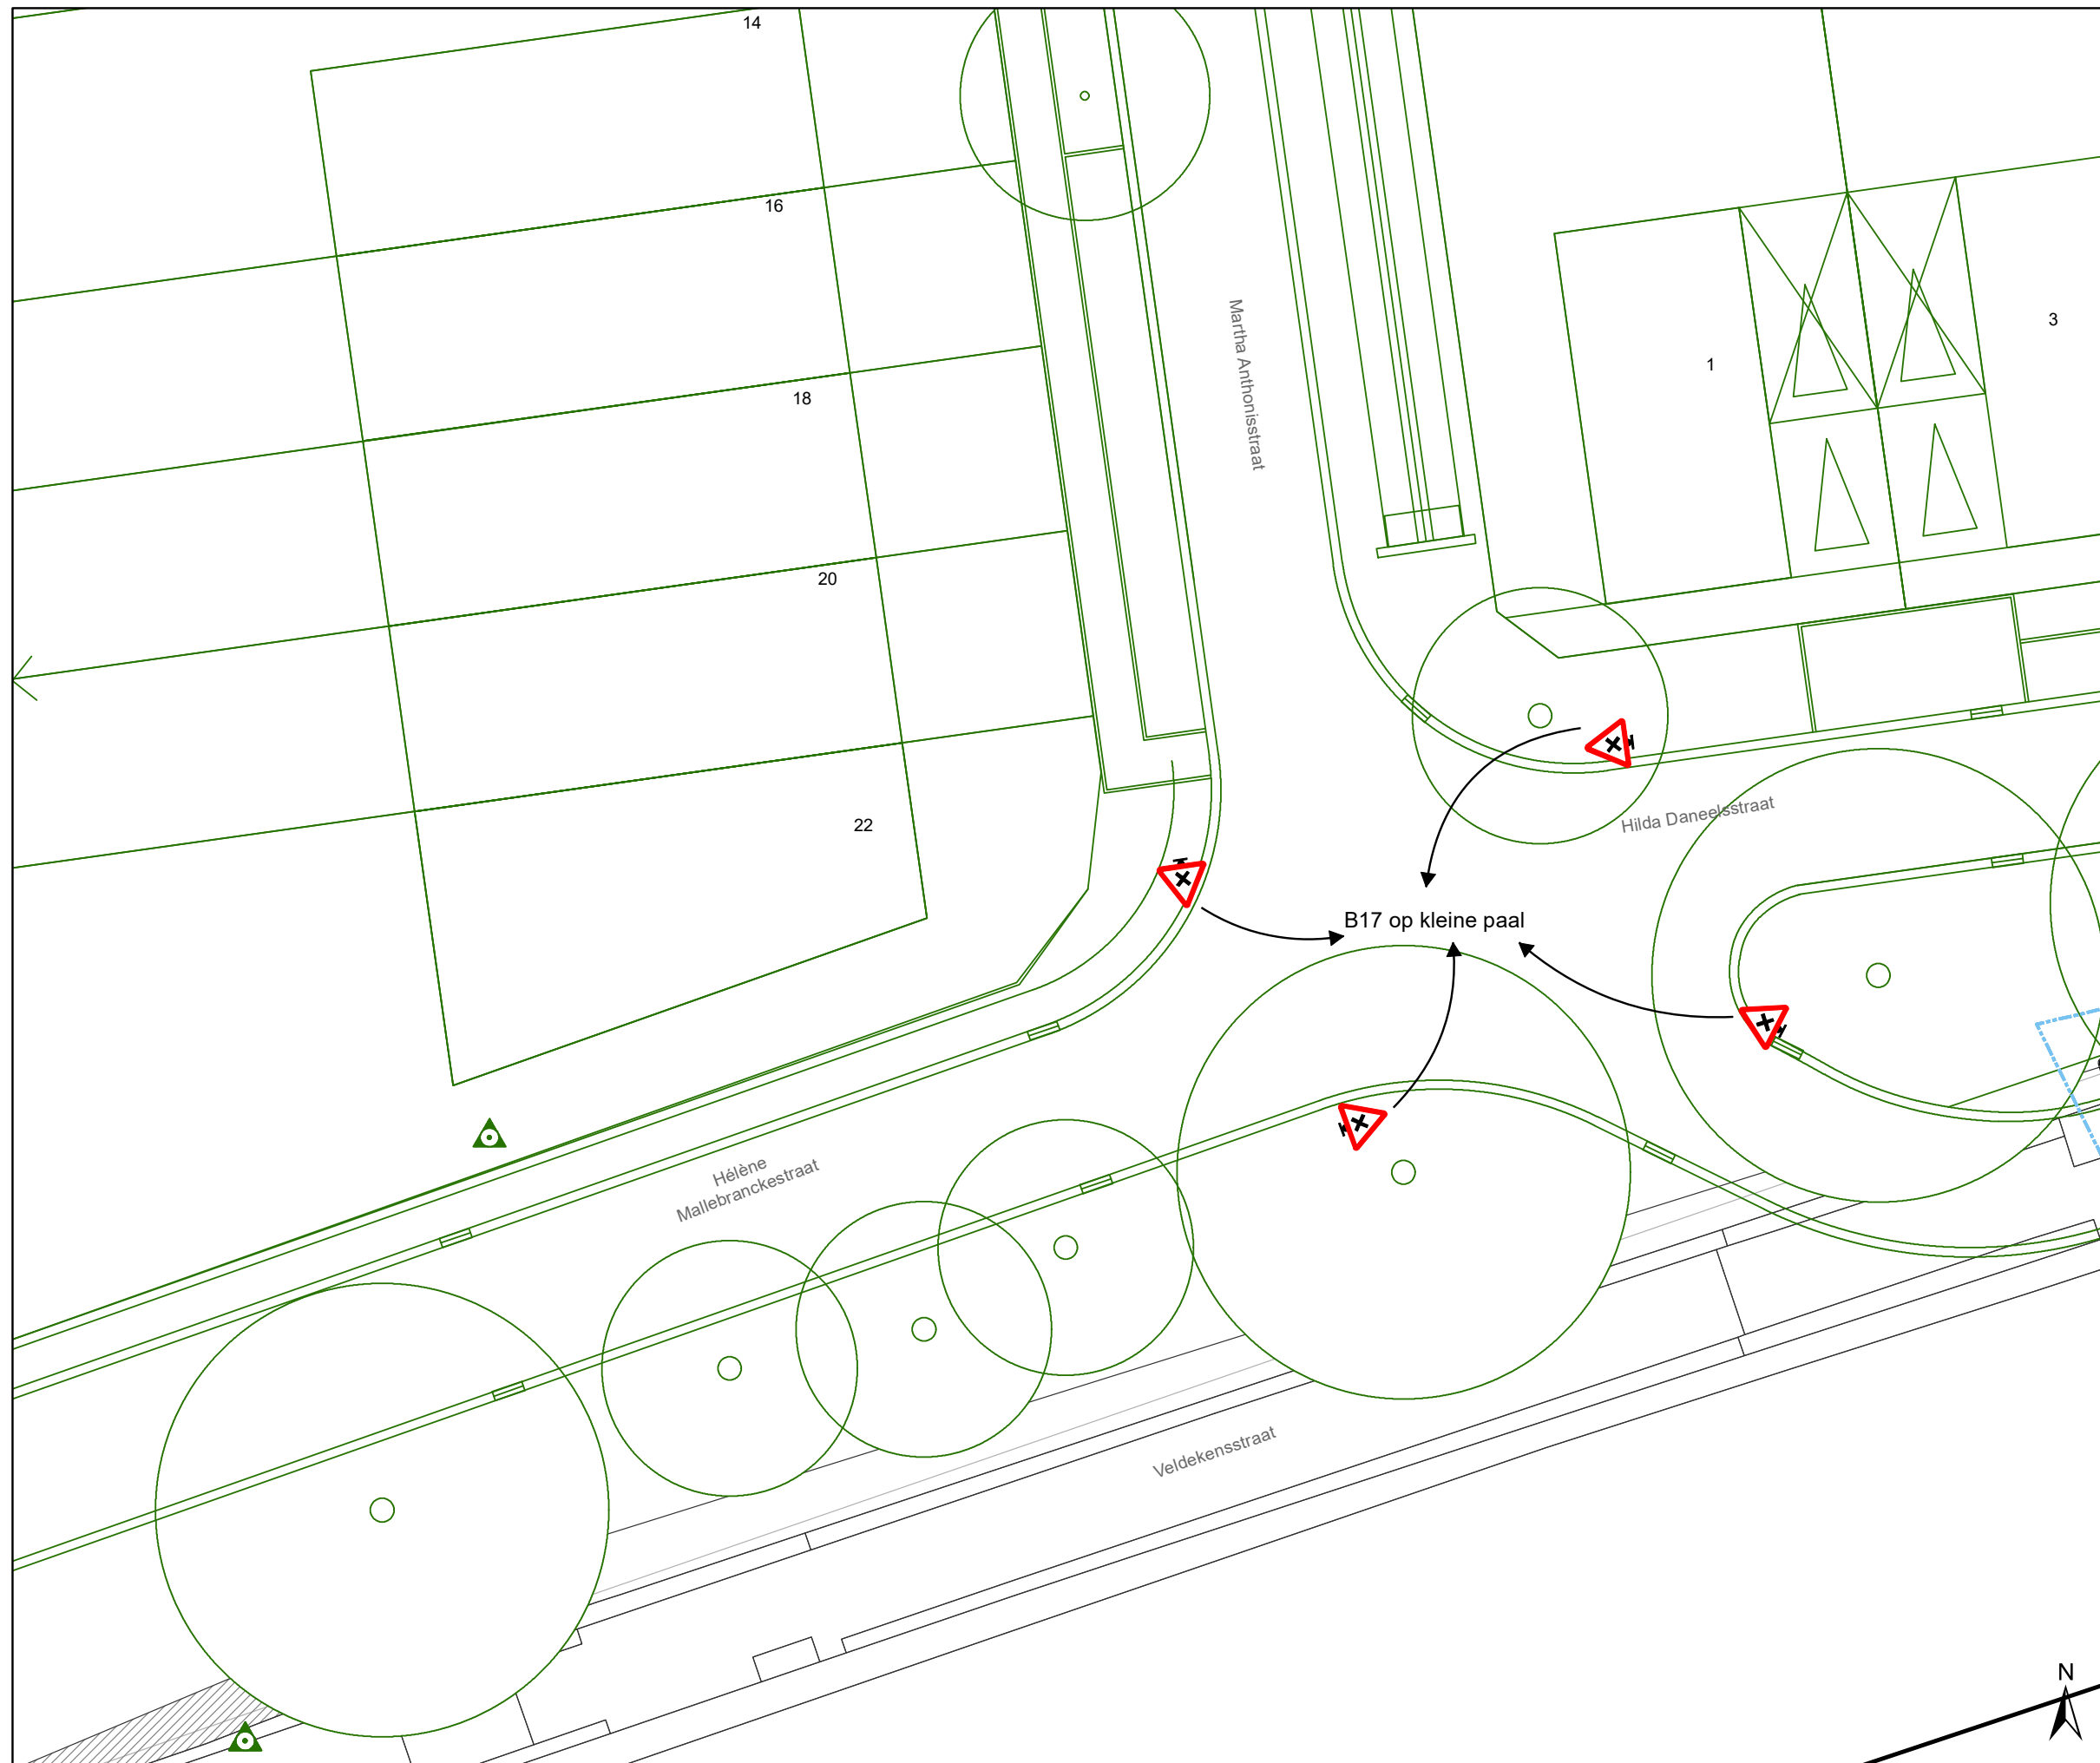 14
16
18
20
22
Martha Anthonisstraat
1
3
Hilda Daneelsstraat
B17 op kleine paal
Hélène
Mallebranckestraat
Veldekensstraat
N